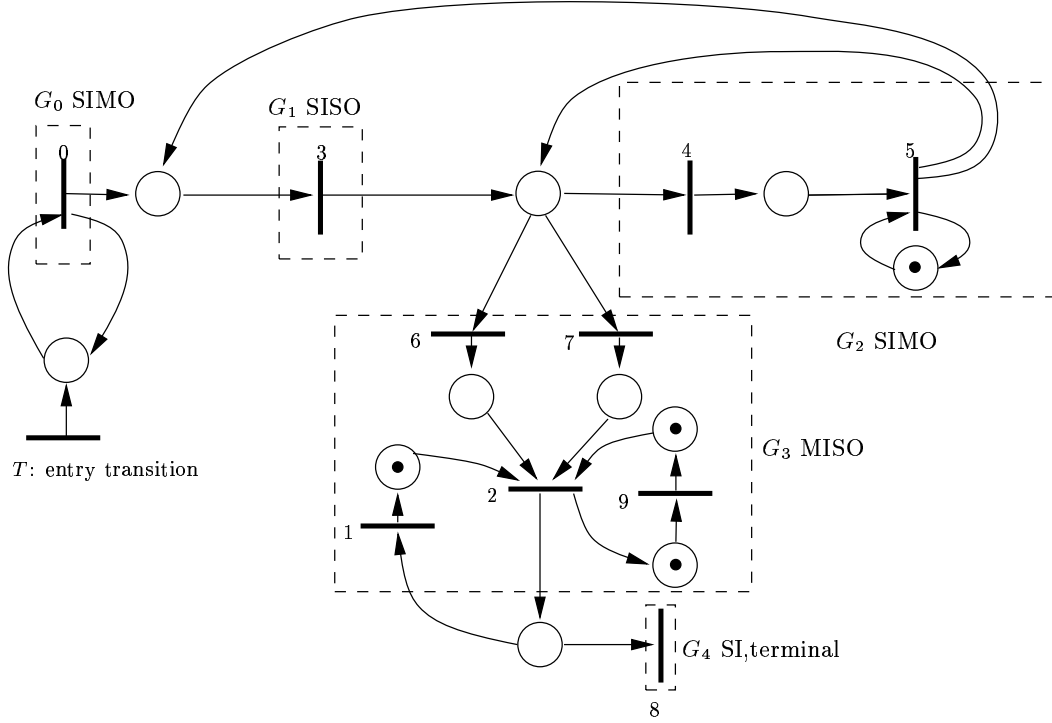 G₀ SIMO
G₁ SISO
0
3
4
5
6
7
G₂ SIMO
G₃ MISO
T: entry transition
2
9
1
G₄ SI,terminal
8